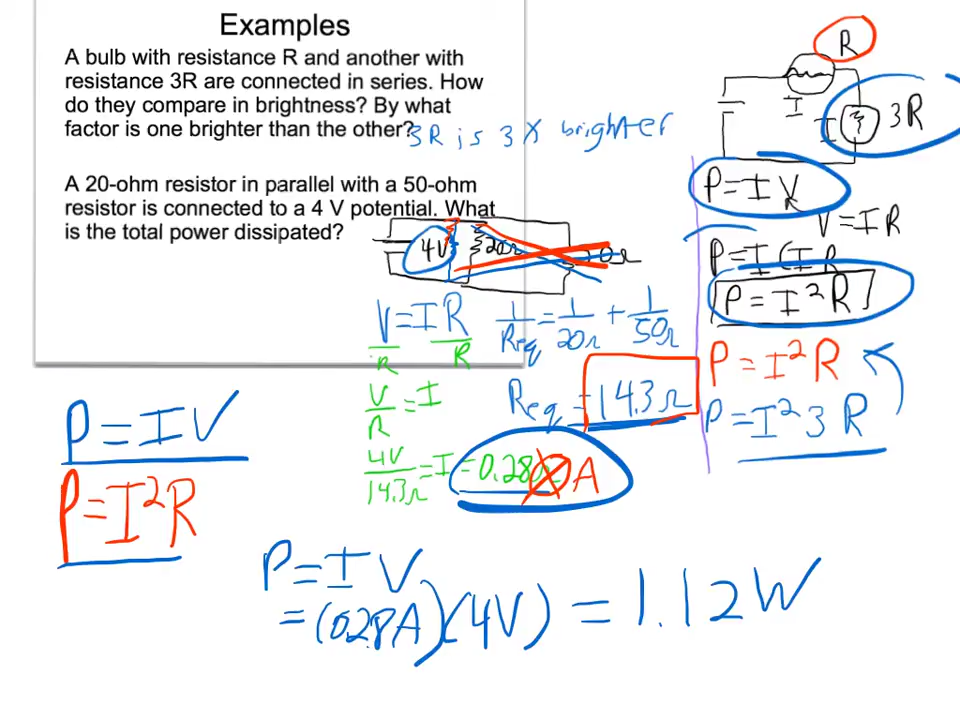 Examples
A bulb with resistance R and another with
resistance 3R are connected in series. How
do they compare in brightness? By what
factor is one brighter than the other?
3R is 3X brighter
A 20-ohm resistor in parallel with a 50-ohm
resistor is connected to a 4 V potential. What
is the total power dissipated?
R
I
3R
I
P=IV
V=IR
P=I(IR
P=I²R
P=I²R
P=I²3R
4V
20Ω
V=IR
R R
V/R=I
4V/14.3Ω=I=0.28 A
1/Req=1/20Ω+1/50Ω
Req=14.3Ω
P=IV
P=I²R
P=IV
=(0.28A)(4V)=1.12W